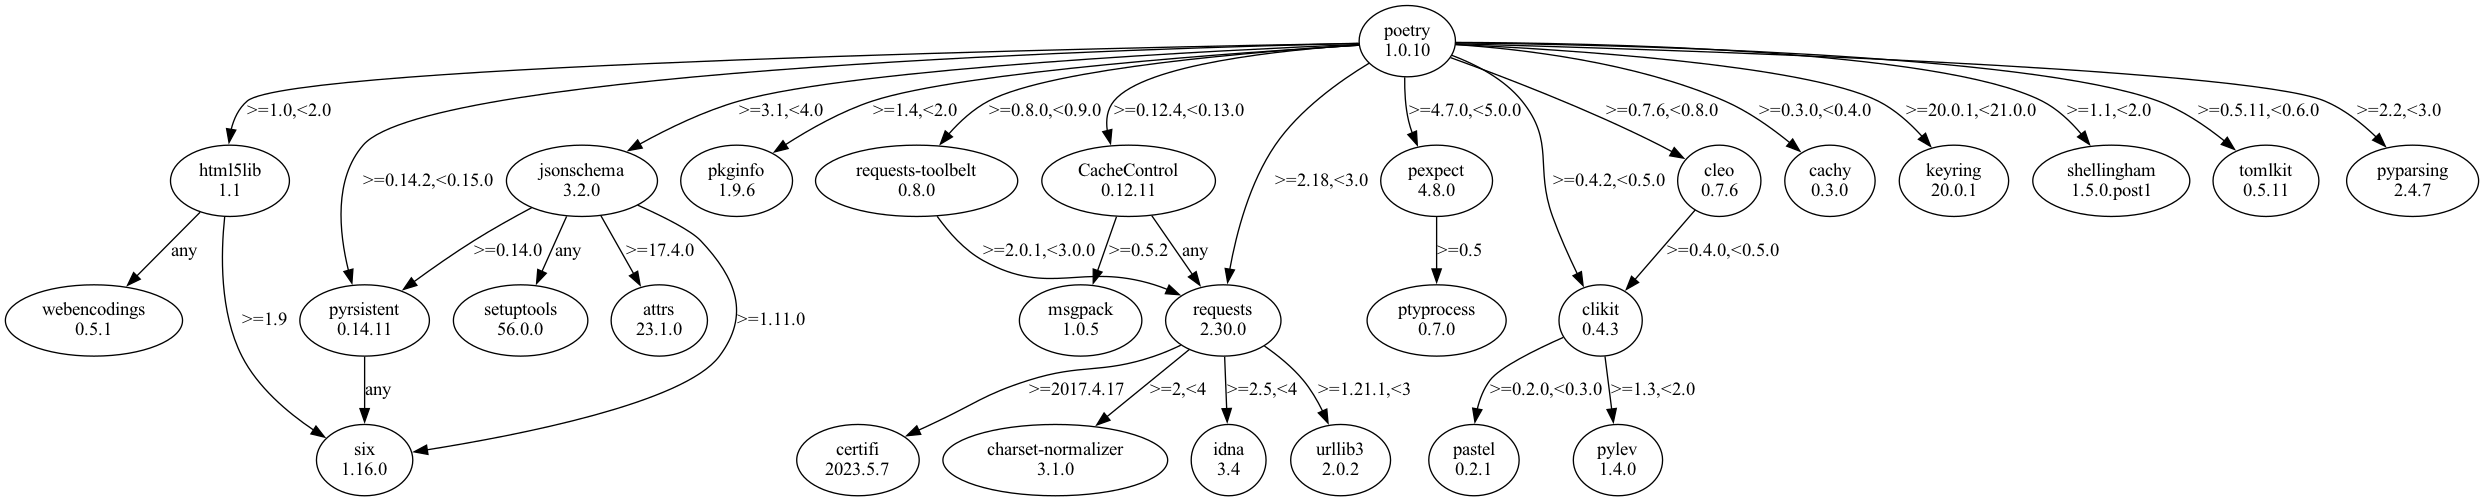 poetry
1.0.10
>=1.0,<2.0
>=3.1,<4.0
>=1.4,<2.0
>=0.8.0,<0.9.0
>=0.12.4,<0.13.0
>=4.7.0,<5.0.0
>=0.7.6,<0.8.0
>=0.3.0,<0.4.0
>=20.0.1,<21.0.0
>=1.1,<2.0
>=0.5.11,<0.6.0
>=2.2,<3.0
html5lib
1.1
>=0.14.2,<0.15.0
jsonschema
3.2.0
pkginfo
1.9.6
requests-toolbelt
0.8.0
CacheControl
0.12.11
>=2.18,<3.0
pexpect
4.8.0
>=0.4.2,<0.5.0
cleo
0.7.6
cachy
0.3.0
keyring
20.0.1
shellingham
1.5.0.post1
tomlkit
0.5.11
pyparsing
2.4.7
any
>=0.14.0
any
>=17.4.0
>=2.0.1,<3.0.0
>=0.5.2
any
>=0.5
>=0.4.0,<0.5.0
webencodings
0.5.1
>=1.9
pyrsistent
0.14.11
setuptools
56.0.0
attrs
23.1.0
>=1.11.0
msgpack
1.0.5
requests
2.30.0
ptyprocess
0.7.0
clikit
0.4.3
any
>=2017.4.17
>=2,<4
>=2.5,<4
>=1.21.1,<3
>=0.2.0,<0.3.0
>=1.3,<2.0
six
1.16.0
certifi
2023.5.7
charset-normalizer
3.1.0
idna
3.4
urllib3
2.0.2
pastel
0.2.1
pylev
1.4.0